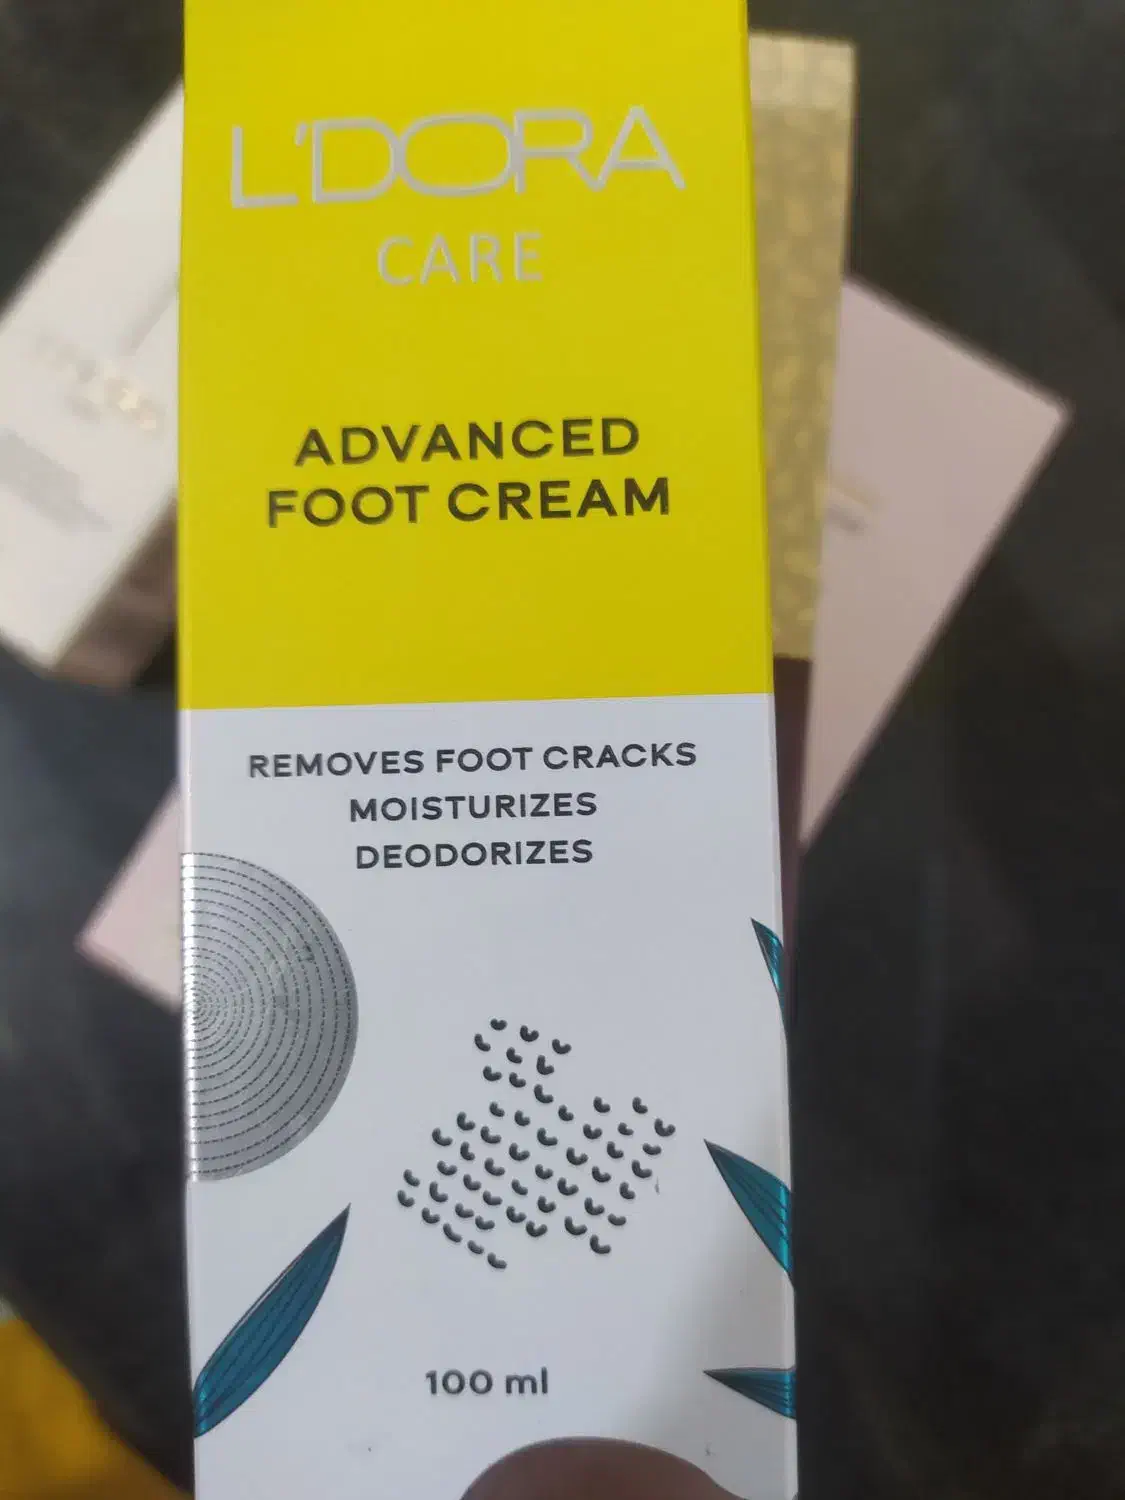 L'DORA
CARE
ADVANCED
FOOT CREAM
REMOVES FOOT CRACKS
MOISTURIZES
DEODORIZES
100 ml